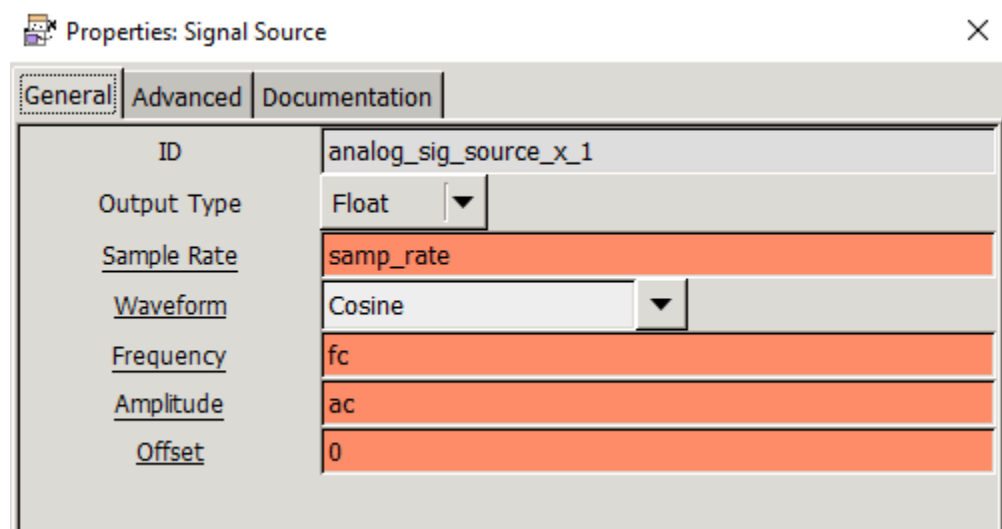 Properties: Signal Source
General Advanced Documentation
ID analog_sig_source_x_1
Output Type Float
Sample Rate samp_rate
Waveform Cosine
Frequency fc
Amplitude ac
Offset 0